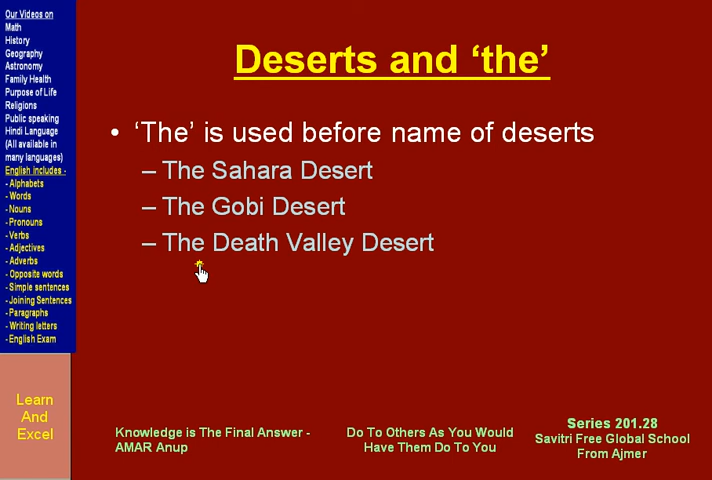 Our Videos on
Math
History
Geography
Astronomy
Family Health
Purpose of Life
Religions
Public speaking
Hindi Language
(All available in
many languages)
English includes -
- Alphabets
- Words
- Nouns
- Pronouns
- Verbs
- Adjectives
- Adverbs
- Opposite words
- Simple sentences
- Joining Sentences
- Paragraphs
- Writing letters
- English Exam
Learn
And
Excel
Deserts and ‘the’
• ‘The’ is used before name of deserts
– The Sahara Desert
– The Gobi Desert
– The Death Valley Desert
Knowledge is The Final Answer -
AMAR Anup
Do To Others As You Would
Have Them Do To You
Series 201.28
Savitri Free Global School
From Ajmer